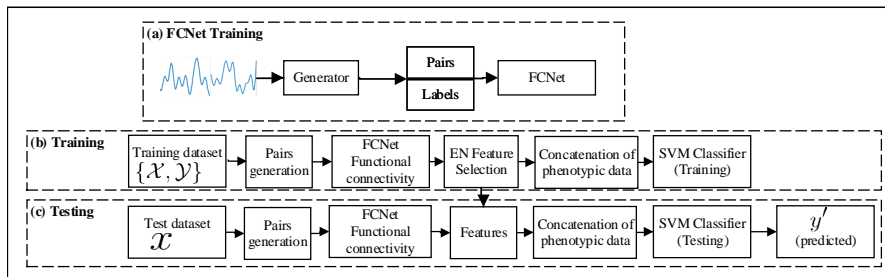 (a) FCNet Training
Generator
Pairs
Labels
FCNet
(b) Training
Training dataset
{𝒳, 𝒴}
Pairs
generation
FCNet
Functional
connectivity
EN Feature
Selection
Concatenation of
phenotypic data
SVM Classifier
(Training)
(c) Testing
Test dataset
x
Pairs
generation
FCNet
Functional
connectivity
Features
Concatenation of
phenotypic data
SVM Classifier
(Testing)
y′
(predicted)